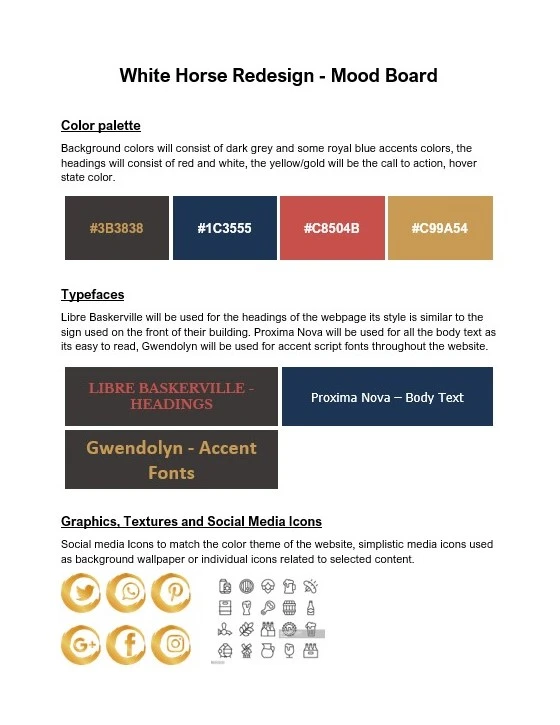 White Horse Redesign - Mood Board
Color palette
Background colors will consist of dark grey and some royal blue accents colors, the
headings will consist of red and white, the yellow/gold will be the call to action, hover
state color.
#3B3838
#1C3555
#C8504B
#C99A54
Typefaces
Libre Baskerville will be used for the headings of the webpage its style is similar to the
sign used on the front of their building. Proxima Nova will be used for all the body text as
its easy to read, Gwendolyn will be used for accent script fonts throughout the website.
LIBRE BASKERVILLE -
HEADINGS
Proxima Nova – Body Text
Gwendolyn - Accent
Fonts
Graphics, Textures and Social Media Icons
Social media Icons to match the color theme of the website, simplistic media icons used
as background wallpaper or individual icons related to selected content.
G+
f